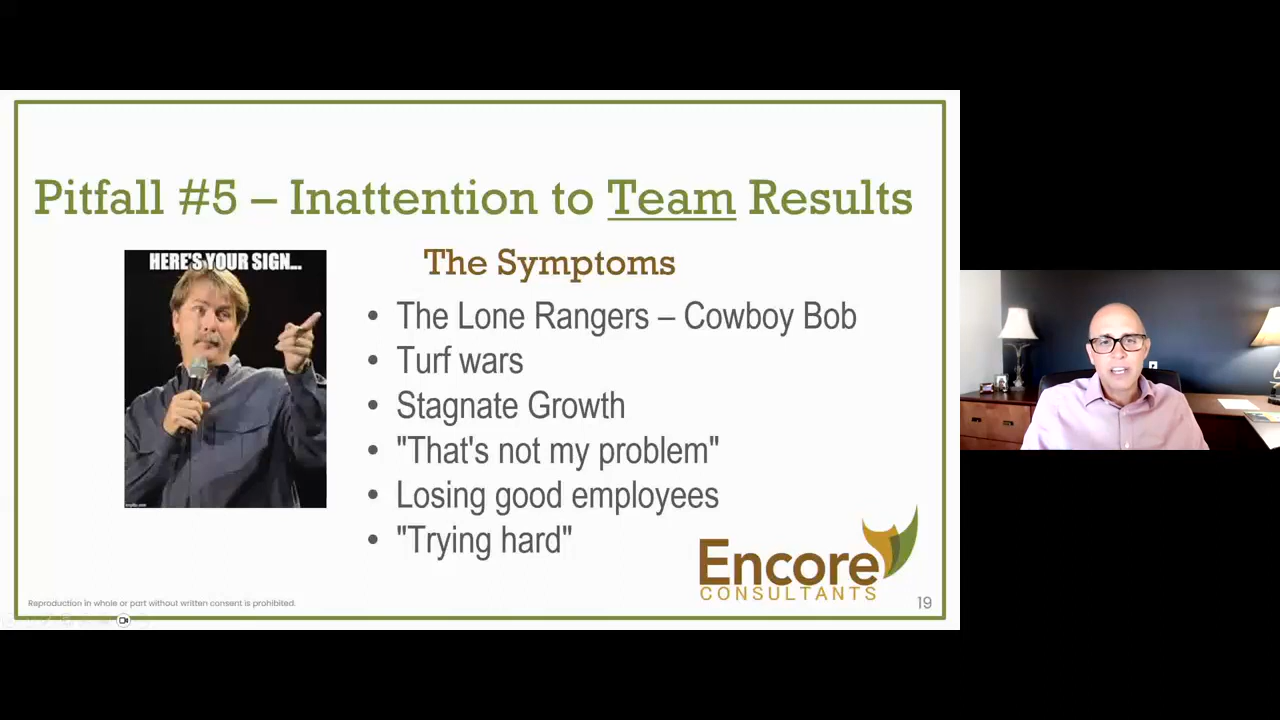 Pitfall #5 – Inattention to Team Results
HERE'S YOUR SIGN...
The Symptoms
• The Lone Rangers – Cowboy Bob
• Turf wars
• Stagnate Growth
• "That's not my problem"
• Losing good employees
• "Trying hard"
imgflip.com
Encore
CONSULTANTS
Reproduction in whole or part without written consent is prohibited.
19